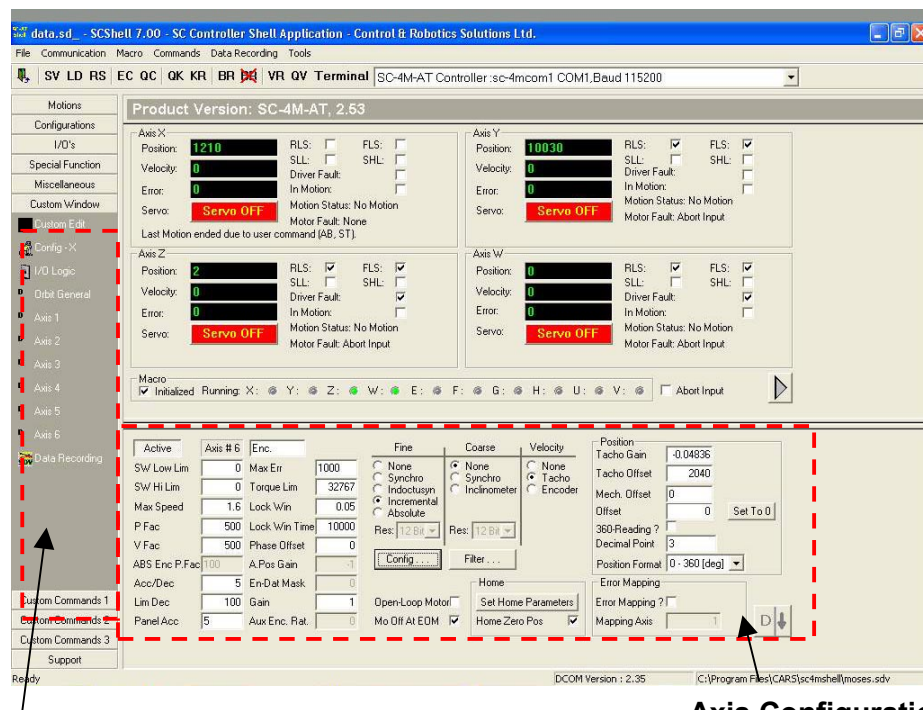 data.sd_ - SCShell 7.00 - SC Controller Shell Application - Control & Robotics Solutions Ltd.
File Communication Macro Commands Data Recording Tools
SV LD RS EC QC QK KR BR VR QV Terminal SC-4M-AT Controller :sc-4mcom1 COM1,Baud 115200
Motions
Configurations
I/O's
Special Function
Miscellaneous
Custom Window
Custom Edit
Config - X
I/O Logic
Orbit General
Axis 1
Axis 2
Axis 3
Axis 4
Axis 5
Axis 6
Data Recording
Custom Commands 1
Custom Commands 2
Custom Commands 3
Support
Product Version: SC-4M-AT, 2.53
Axis X
Position: 1210 RLS: FLS:
SLL: SHL:
Velocity: 0 Driver Fault:
Error: 0 In Motion:
Servo: Servo OFF Motion Status: No Motion
Motor Fault: None
Last Motion ended due to user command (AB, ST).
Axis Y
Position: 10030 RLS: FLS:
SLL: SHL:
Velocity: 0 Driver Fault:
Error: 0 In Motion:
Servo: Servo OFF Motion Status: No Motion
Motor Fault: Abort Input
Axis Z
Position: 2 RLS: FLS:
SLL: SHL:
Velocity: 0 Driver Fault:
Error: 0 In Motion:
Servo: Servo OFF Motion Status: No Motion
Motor Fault: Abort Input
Axis W
Position: 0 RLS: FLS:
SLL: SHL:
Velocity: 0 Driver Fault:
Error: 0 In Motion:
Servo: Servo OFF Motion Status: No Motion
Motor Fault: Abort Input
Macro
Initialized Running: X: Y: Z: W: E: F: G: H: U: V: Abort Input
Active Axis # 6 Enc.
SW Low Lim 0 Max Err 1000
SW Hi Lim 0 Torque Lim 32767
Max Speed 1.6 Lock Win 0.05
P Fac 500 Lock Win Time 10000
V Fac 500 Phase Offset 0
ABS Enc P.Fac 100 A.Pos Gain -1
Acc/Dec 5 En-Dat Mask 0
Lim Dec 100 Gain 1
Panel Acc 5 Aux Enc. Rat. 0
Fine Coarse Velocity
None None None
Synchro Synchro Tacho
Indoctusyn Inclinometer Encoder
Incremental
Absolute
Res: 12 Bit Res: 12 Bit
Config . . . Filter . . .
Home
Open-Loop Motor Set Home Parameters
Mo Off At EOM Home Zero Pos
Position
Tacho Gain -0.04836
Tacho Offset 2040
Mech. Offset 0
Offset 0 Set To 0
360-Reading ?
Decimal Point 3
Position Format 0 - 360 [deg]
Error Mapping
Error Mapping ?
Mapping Axis 1
D
Ready DCOM Version : 2.35 C:\Program Files\CARS\sc4mshell\moses.sdv
Axis Configuratio